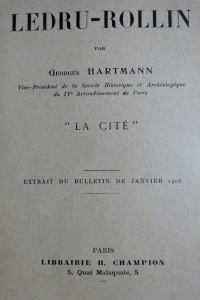 LEDRU-ROLLIN
PAR
GEORGES HARTMANN
Vice-Président de la Société Historique et Archéologique
du IVe Arrondissement de Paris
"LA CITÉ"
EXTRAIT DU BULLETIN DE JANVIER 1908
PARIS
LIBRAIRIE H. CHAMPION
5, Quai Malaquais, 5